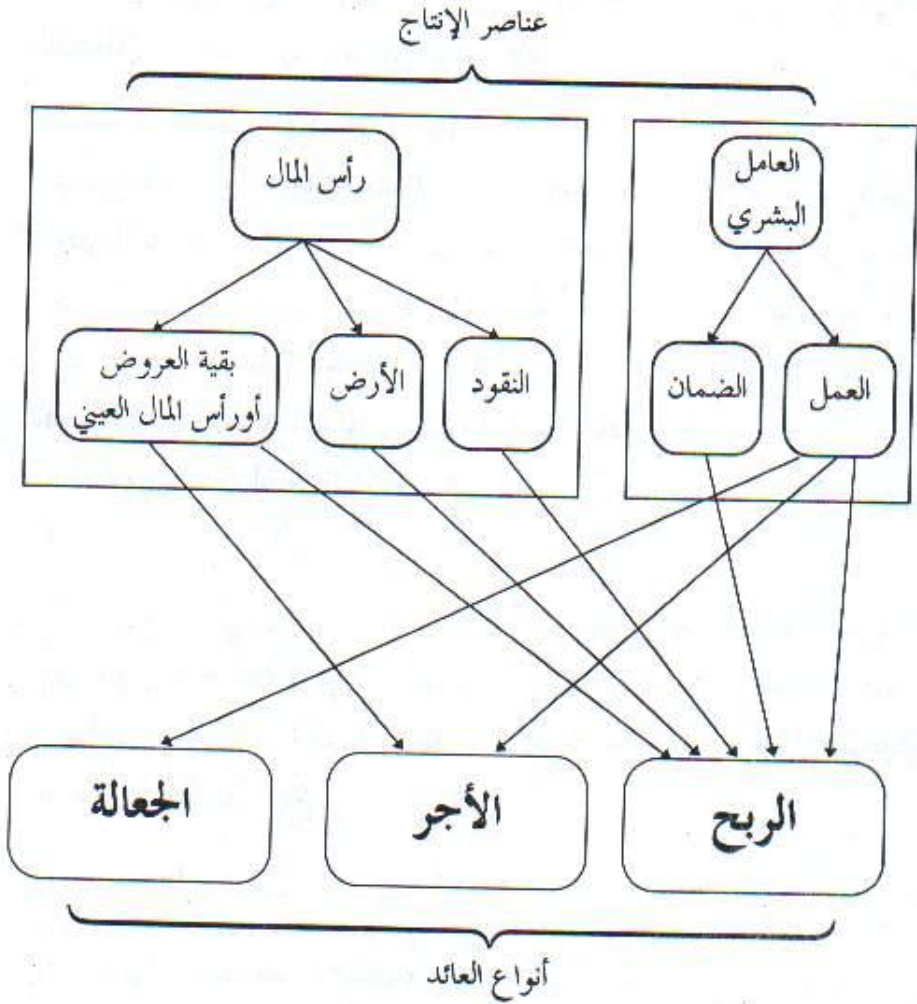 عناصر الإنتاج
العامل
البشري
رأس المال
العمل
الضمان
النقود
الأرض
بقية العروض
أورأس المال العيني
الربح
الأجر
الجعالة
أنواع العائد